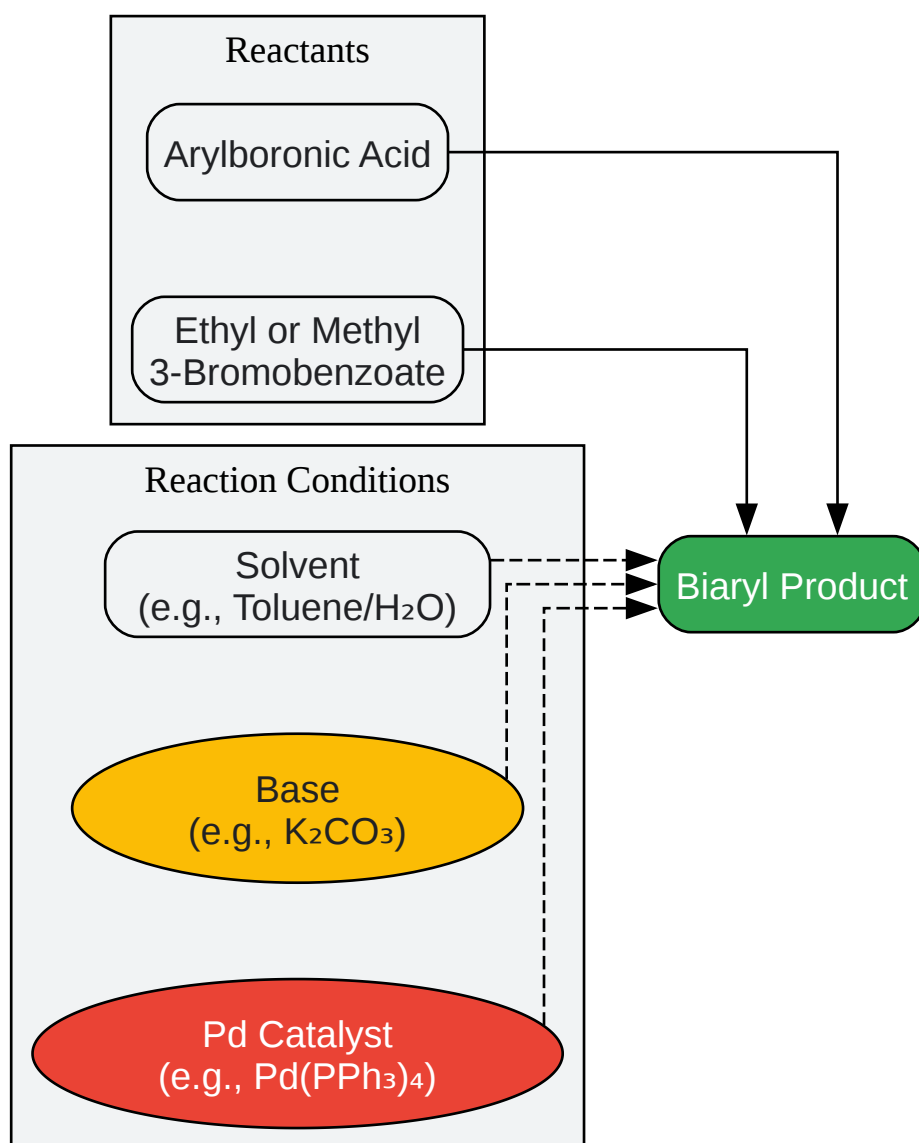 Reactants
Arylboronic Acid
Ethyl or Methyl
3-Bromobenzoate
Reaction Conditions
Solvent
(e.g., Toluene/H₂O)
Biaryl Product
Base
(e.g., K₂CO₃)
Pd Catalyst
(e.g., Pd(PPh₃)₄)